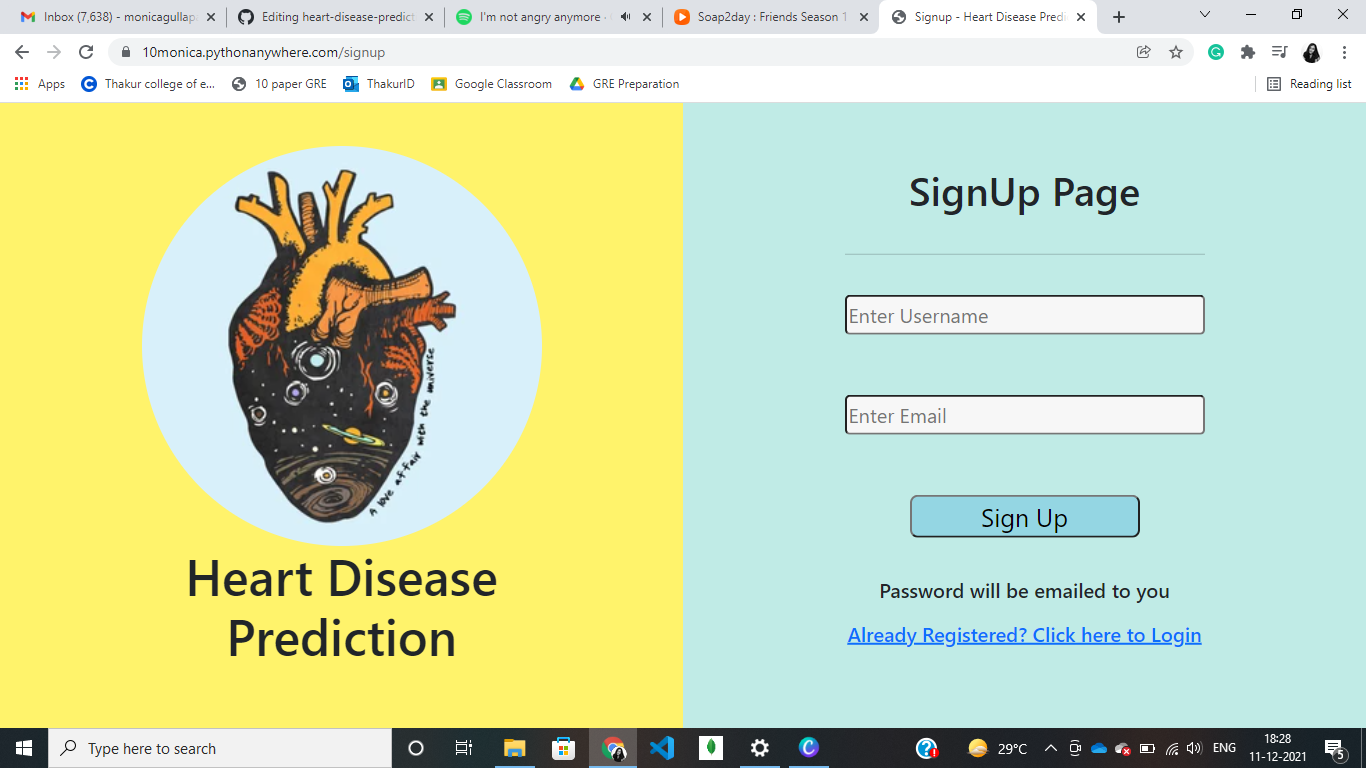 Inbox (7,638) - monicagullapa
Editing heart-disease-predict
I'm not angry anymore ·
Soap2day : Friends Season
Signup - Heart Disease Predi
10monica.pythonanywhere.com/signup
Apps
Thakur college of e...
10 paper GRE
ThakurID
Google Classroom
GRE Preparation
Reading list
A love affair with the universe
Heart Disease
Prediction
SignUp Page
Enter Username
Enter Email
Sign Up
Password will be emailed to you
Already Registered? Click here to Login
Type here to search
29°C
ENG
18:28
11-12-2021
5